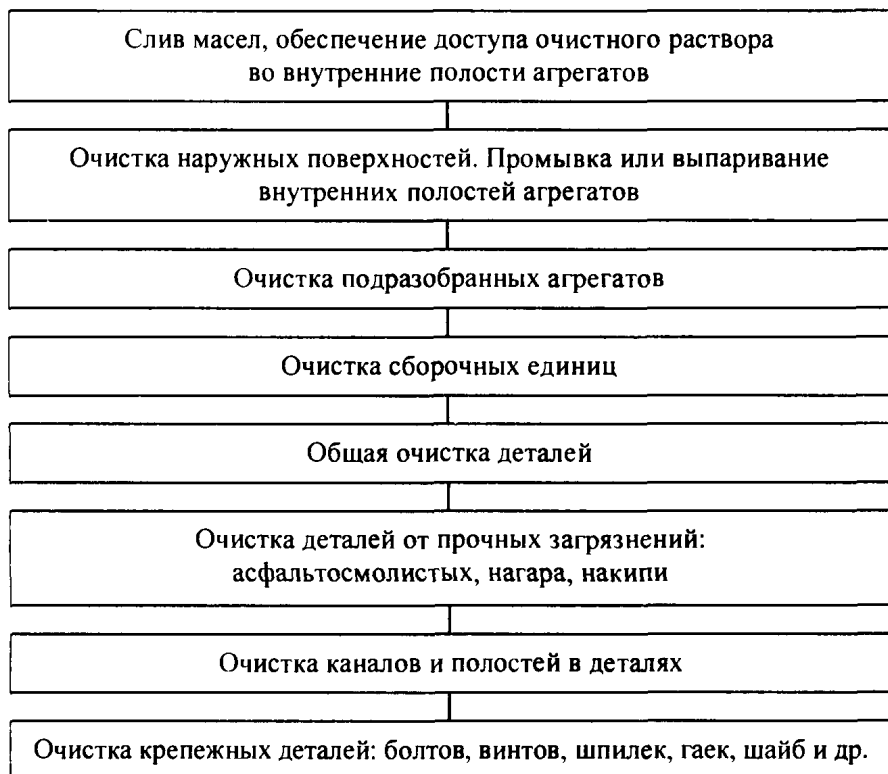 Слив масел, обеспечение доступа очистного раствора
во внутренние полости агрегатов
Очистка наружных поверхностей. Промывка или выпаривание
внутренних полостей агрегатов
Очистка подразобранных агрегатов
Очистка сборочных единиц
Общая очистка деталей
Очистка деталей от прочных загрязнений:
асфальтосмолистых, нагара, накипи
Очистка каналов и полостей в деталях
Очистка крепежных деталей: болтов, винтов, шпилек, гаек, шайб и др.